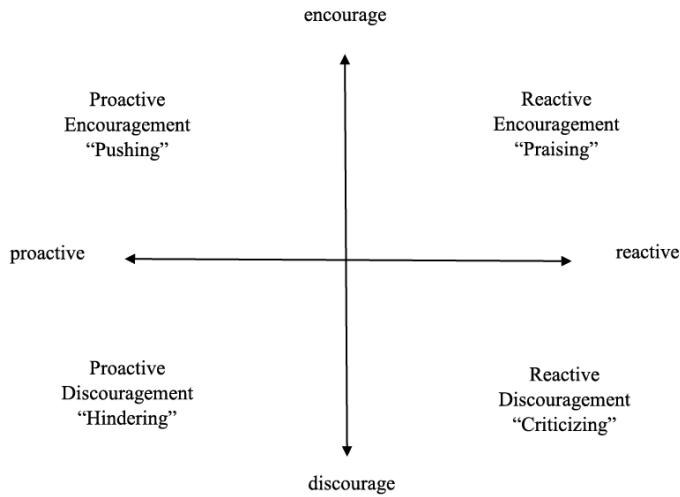 encourage
Proactive
Encouragement
“Pushing”
Reactive
Encouragement
“Praising”
proactive
reactive
Proactive
Discouragement
“Hindering”
Reactive
Discouragement
“Criticizing”
discourage